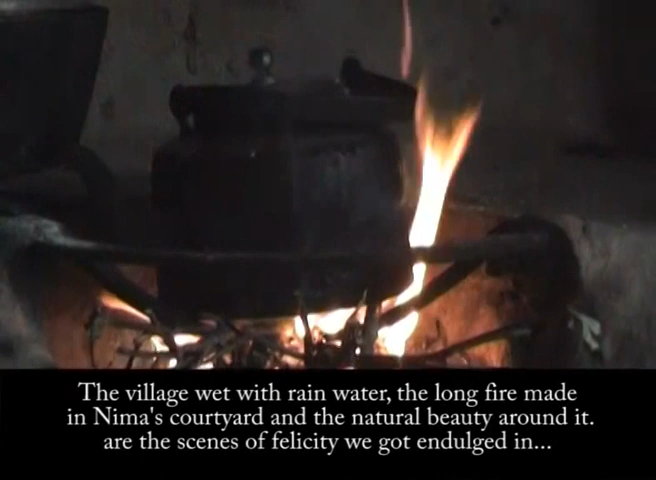 The village wet with rain water, the long fire made
in Nima's courtyard and the natural beauty around it.
are the scenes of felicity we got endulged in...